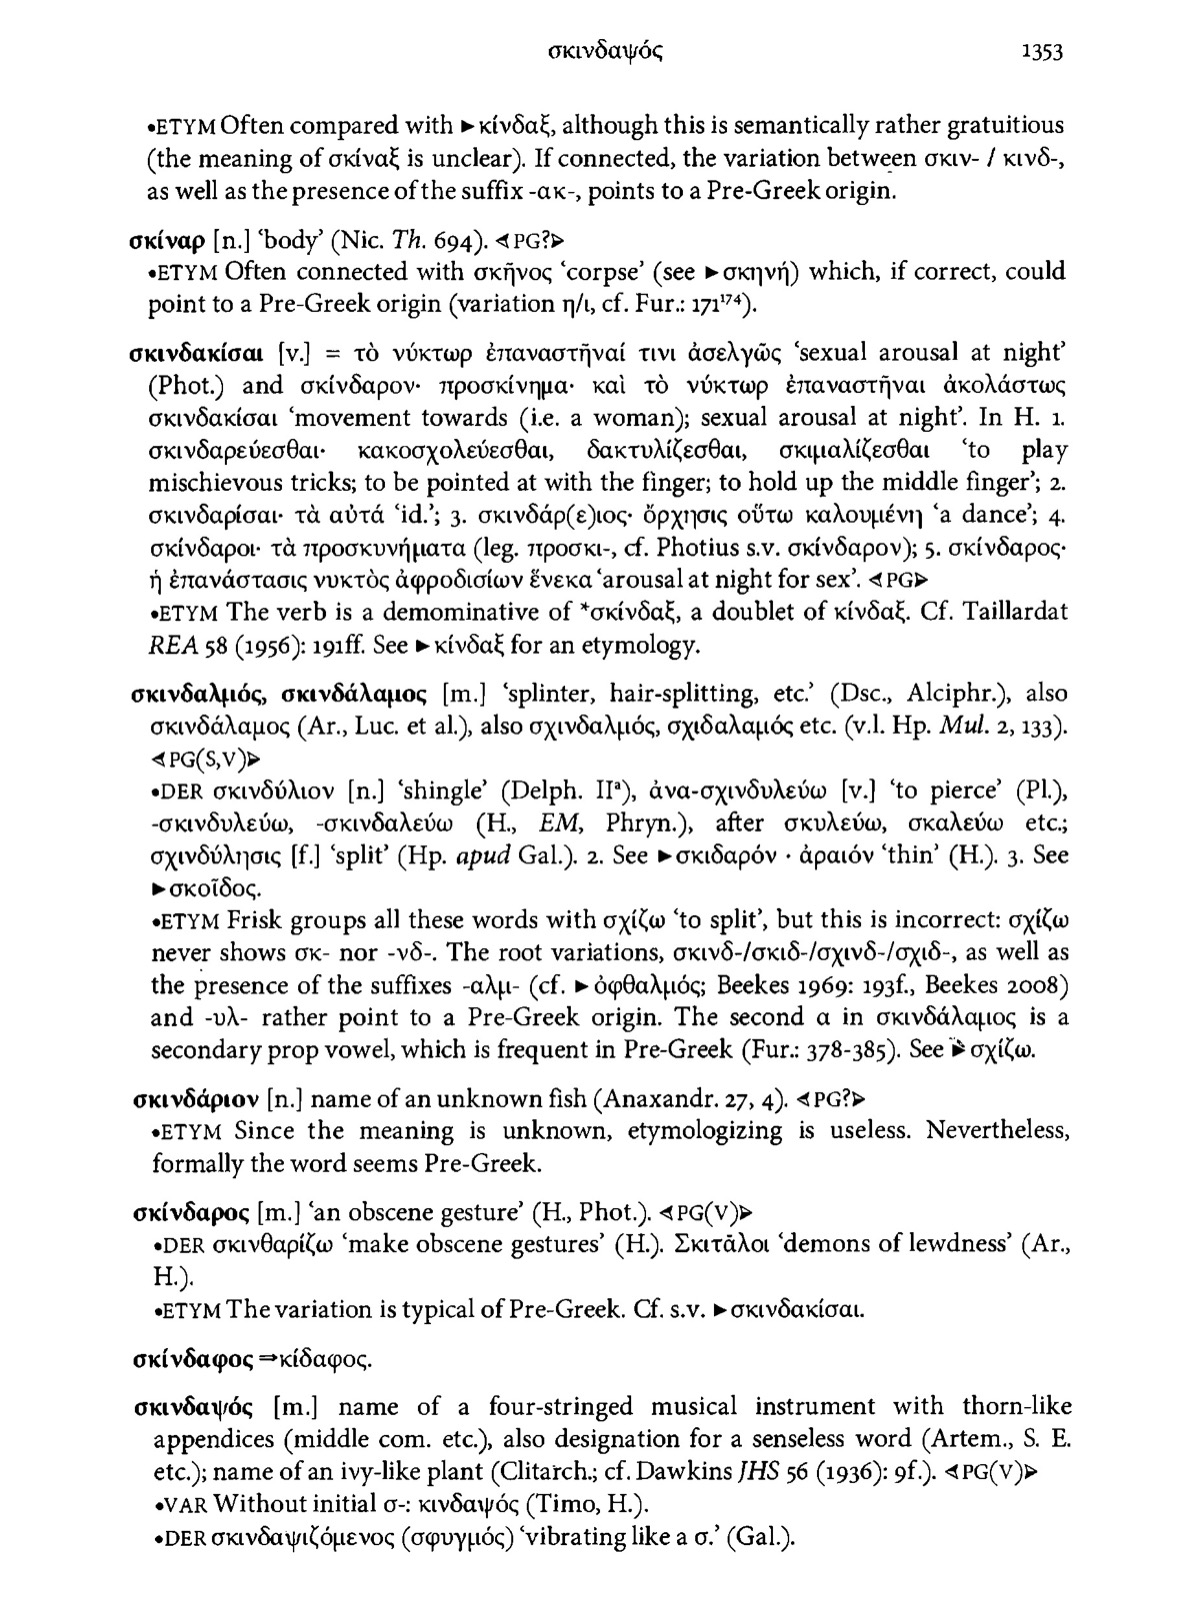 σκινδαψός 1353
•ETYM Often compared with ►κίνδαξ, although this is semantically rather gratuitious
(the meaning of σκίναξ is unclear). If connected, the variation between σκιν- / κινδ-,
as well as the presence of the suffix -ακ-, points to a Pre-Greek origin.
σκίναρ [n.] ‘body’ (Nic. Th. 694). ⊲PG?⊳
•ETYM Often connected with σκῆνος ‘corpse’ (see ►σκηνή) which, if correct, could
point to a Pre-Greek origin (variation η/ι, cf. Fur.: 171¹⁷⁴).
σκινδακίσαι [v.] = τὸ νύκτωρ ἐπαναστῆναί τινι ἀσελγῶς ‘sexual arousal at night’
(Phot.) and σκίνδαρον· προσκίνημα· καὶ τὸ νύκτωρ ἐπαναστῆναι ἀκολάστως
σκινδακίσαι ‘movement towards (i.e. a woman); sexual arousal at night’. In H. 1.
σκινδαρεύεσθαι· κακοσχολεύεσθαι, δακτυλίζεσθαι, σκιμαλίζεσθαι ‘to play
mischievous tricks; to be pointed at with the finger; to hold up the middle finger’; 2.
σκινδαρίσαι· τὰ αὐτά ‘id.’; 3. σκινδάρ(ε)ιος· ὄρχησις οὕτω καλουμένη ‘a dance’; 4.
σκίνδαροι· τὰ προσκυνήματα (leg. προσκι-, cf. Photius s.v. σκίνδαρον); 5. σκίνδαρος·
ἡ ἐπανάστασις νυκτὸς ἀφροδισίων ἕνεκα ‘arousal at night for sex’. ⊲PG⊳
•ETYM The verb is a demominative of *σκίνδαξ, a doublet of κίνδαξ. Cf. Taillardat
REA 58 (1956): 191ff. See ►κίνδαξ for an etymology.
σκινδαλμός, σκινδάλαμος [m.] ‘splinter, hair-splitting, etc.’ (Dsc., Alciphr.), also
σκινδάλαμος (Ar., Luc. et al.), also σχινδαλμός, σχιδαλαμός etc. (v.l. Hp. Mul. 2, 133).
⊲PG(S,V)⊳
•DER σκινδύλιον [n.] ‘shingle’ (Delph. IIᵃ), ἀνα-σχινδυλεύω [v.] ‘to pierce’ (Pl.),
-σκινδυλεύω, -σκινδαλεύω (H., EM, Phryn.), after σκυλεύω, σκαλεύω etc.;
σχινδύλησις [f.] ‘split’ (Hp. apud Gal.). 2. See ►σκιδαρόν · ἀραιόν ‘thin’ (H.). 3. See
►σκοῖδος.
•ETYM Frisk groups all these words with σχίζω ‘to split’, but this is incorrect: σχίζω
never shows σκ- nor -νδ-. The root variations, σκινδ-/σκιδ-/σχινδ-/σχιδ-, as well as
the presence of the suffixes -αλμ- (cf. ►ὀφθαλμός; Beekes 1969: 193f., Beekes 2008)
and -υλ- rather point to a Pre-Greek origin. The second α in σκινδάλαμος is a
secondary prop vowel, which is frequent in Pre-Greek (Fur.: 378-385). See ►σχίζω.
σκινδάριον [n.] name of an unknown fish (Anaxandr. 27, 4). ⊲PG?⊳
•ETYM Since the meaning is unknown, etymologizing is useless. Nevertheless,
formally the word seems Pre-Greek.
σκίνδαρος [m.] ‘an obscene gesture’ (H., Phot.). ⊲PG(V)⊳
•DER σκινθαρίζω ‘make obscene gestures’ (H.). Σκιτᾶλοι ‘demons of lewdness’ (Ar.,
H.).
•ETYM The variation is typical of Pre-Greek. Cf. s.v. ►σκινδακίσαι.
σκίνδαφος ⇒κίδαφος.
σκινδαψός [m.] name of a four-stringed musical instrument with thorn-like
appendices (middle com. etc.), also designation for a senseless word (Artem., S. E.
etc.); name of an ivy-like plant (Clitarch.; cf. Dawkins JHS 56 (1936): 9f.). ⊲PG(V)⊳
•VAR Without initial σ-: κινδαψός (Timo, H.).
•DER σκινδαψιζόμενος (σφυγμός) ‘vibrating like a σ.’ (Gal.).